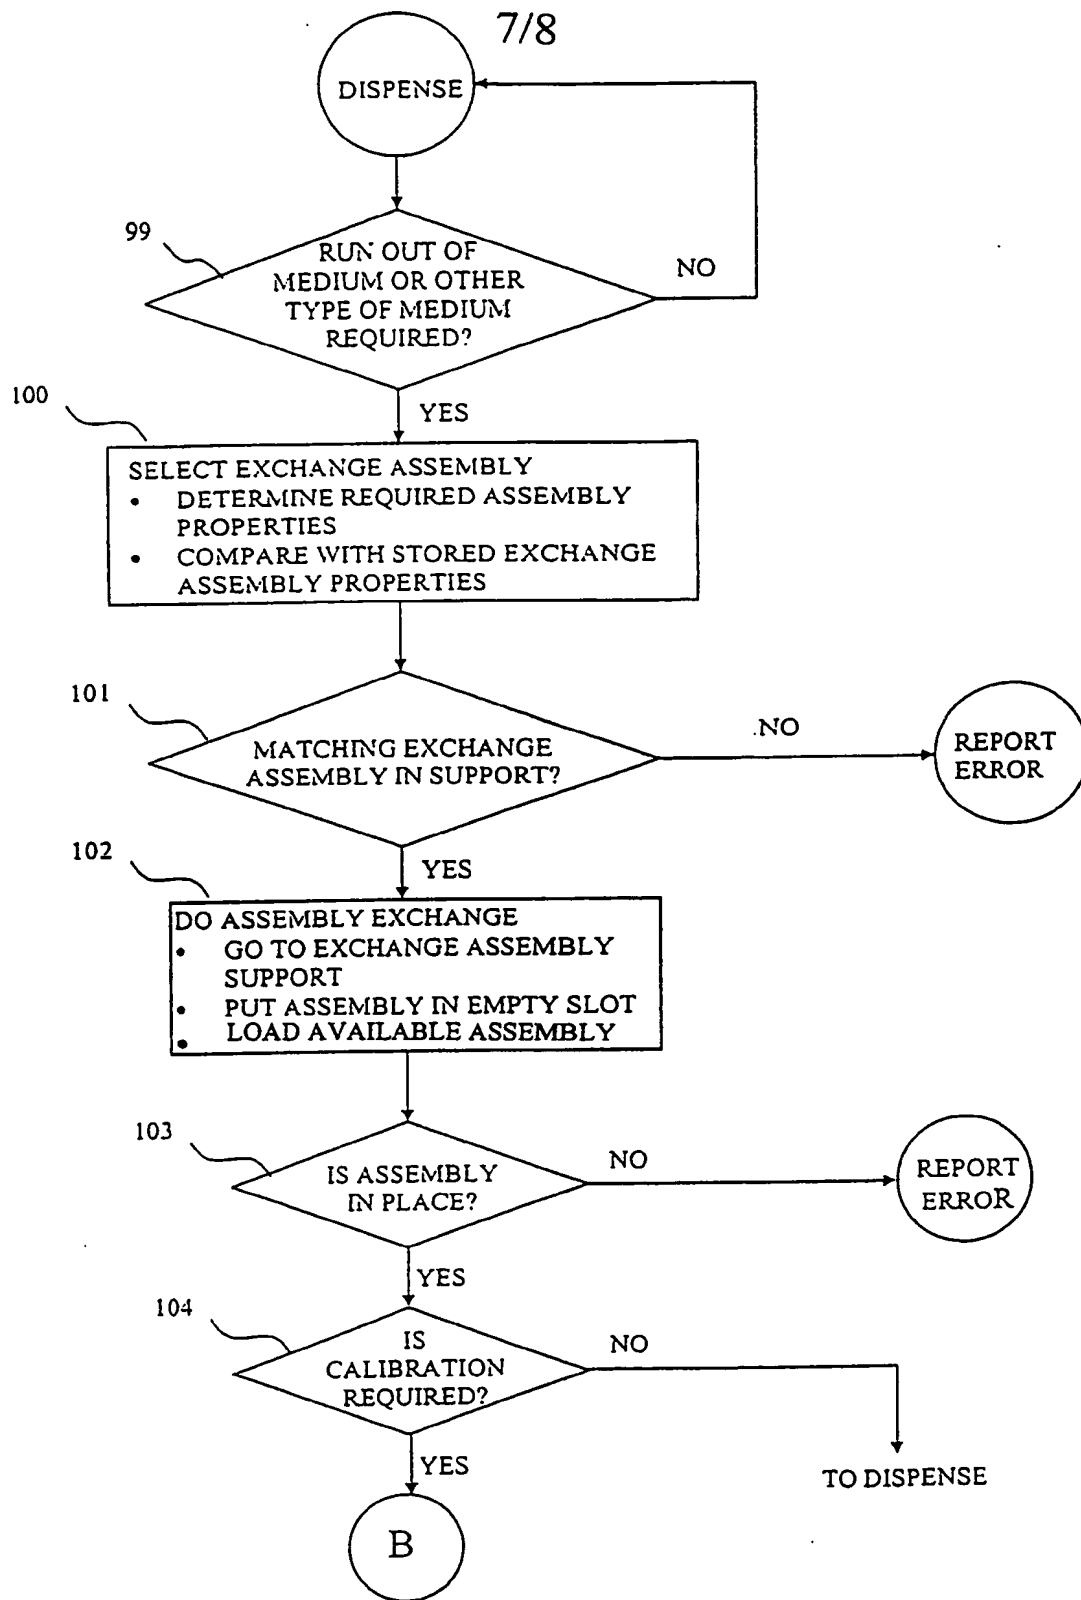 7/8
DISPENSE
99
RUN OUT OF
MEDIUM OR OTHER
TYPE OF MEDIUM
REQUIRED?
NO
YES
100
SELECT EXCHANGE ASSEMBLY
• DETERMINE REQUIRED ASSEMBLY
PROPERTIES
• COMPARE WITH STORED EXCHANGE
ASSEMBLY PROPERTIES
101
MATCHING EXCHANGE
ASSEMBLY IN SUPPORT?
NO
REPORT
ERROR
YES
102
DO ASSEMBLY EXCHANGE
• GO TO EXCHANGE ASSEMBLY
SUPPORT
• PUT ASSEMBLY IN EMPTY SLOT
• LOAD AVAILABLE ASSEMBLY
103
IS ASSEMBLY
IN PLACE?
NO
REPORT
ERROR
YES
104
IS
CALIBRATION
REQUIRED?
NO
TO DISPENSE
YES
B